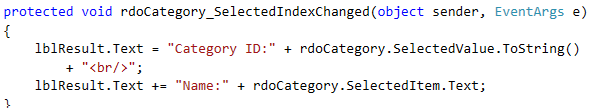 protected void rdoCategory_SelectedIndexChanged(object sender, EventArgs e)
{
lblResult.Text = "Category ID:" + rdoCategory.SelectedValue.ToString()
+ "<br/>";
lblResult.Text += "Name:" + rdoCategory.SelectedItem.Text;
}